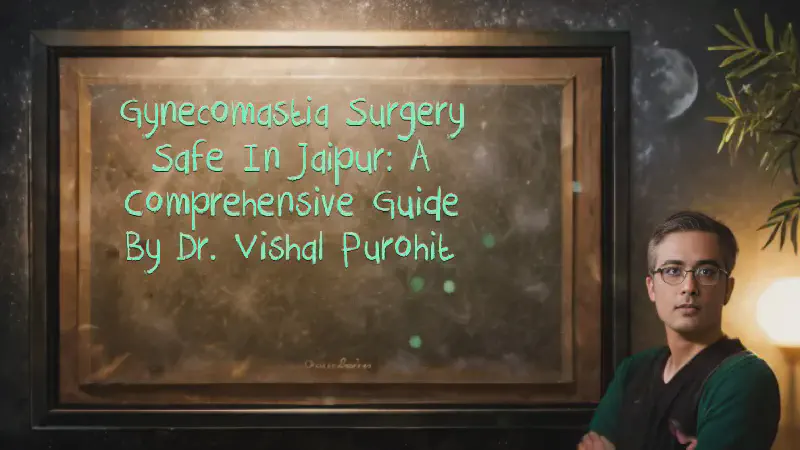 Gynecomastia Surgery
Safe In Jaipur: A
Comprehensive Guide
By Dr. Vishal Purohit